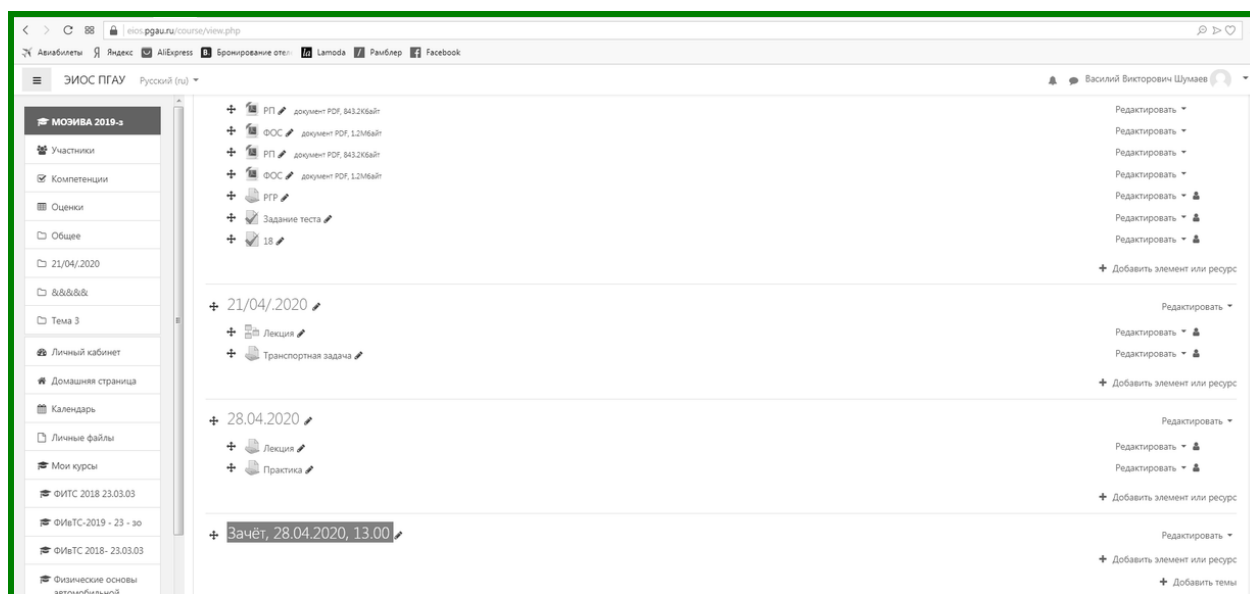 eios.pgau.ru/course/view.php
Авиабилеты Яндекс AliExpress Бронирование отел Lamoda Рамблер Facebook
ЭИОС ПГАУ Русский (ru) Василий Викторович Шумаев
МОЭИВА 2019-з
Участники
Компетенции
Оценки
Общее
21/04/.2020
&&&&&
Тема 3
Личный кабинет
Домашняя страница
Календарь
Личные файлы
Мои курсы
ФИТС 2018 23.03.03
ФИвТС-2019 - 23 - зо
ФИвТС 2018- 23.03.03
Физические основы
автомобильной
РП документ PDF, 843.2Кбайт Редактировать
ФОС документ PDF, 1.2Мбайт Редактировать
РП документ PDF, 843.2Кбайт Редактировать
ФОС документ PDF, 1.2Мбайт Редактировать
РГР Редактировать
Задание теста Редактировать
18 Редактировать
+ Добавить элемент или ресурс
21/04/.2020 Редактировать
Лекция Редактировать
Транспортная задача Редактировать
+ Добавить элемент или ресурс
28.04.2020 Редактировать
Лекция Редактировать
Практика Редактировать
+ Добавить элемент или ресурс
Зачёт, 28.04.2020, 13.00 Редактировать
+ Добавить элемент или ресурс
+ Добавить темы